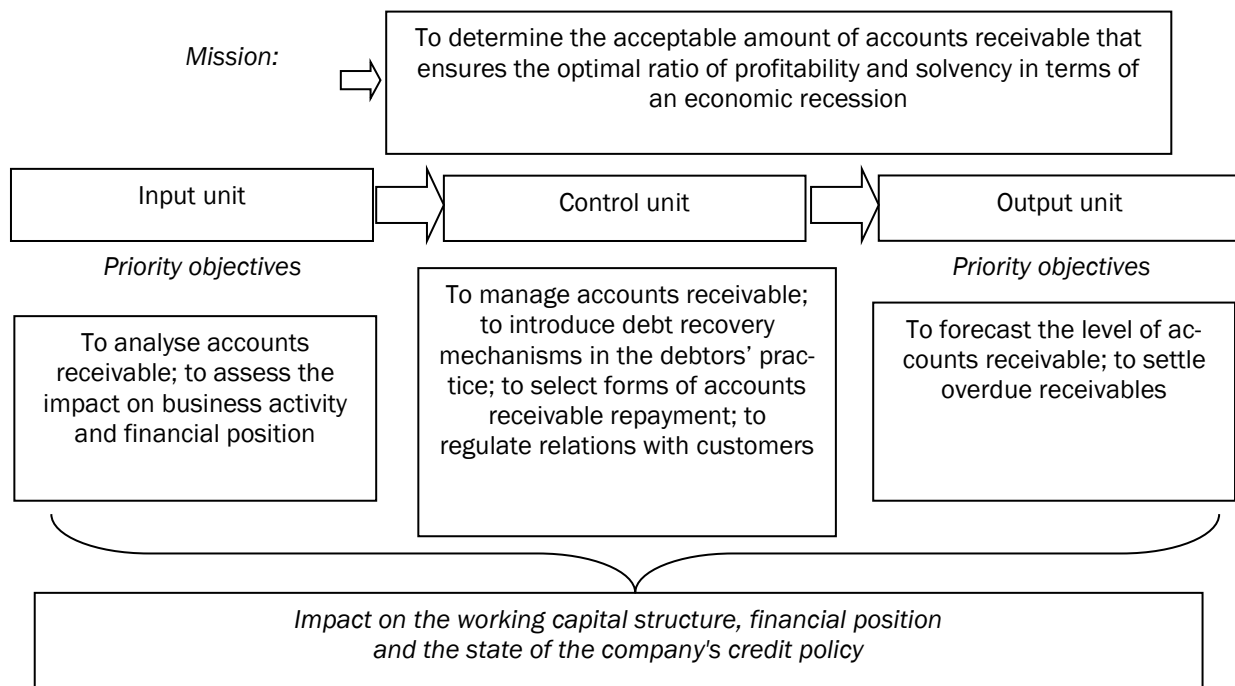 Mission:
To determine the acceptable amount of accounts receivable that
ensures the optimal ratio of profitability and solvency in terms of
an economic recession
Input unit
Control unit
Output unit
Priority objectives
Priority objectives
To analyse accounts
receivable; to assess the
impact on business activity
and financial position
To manage accounts receivable;
to introduce debt recovery
mechanisms in the debtors’ prac-
tice; to select forms of accounts
receivable repayment; to
regulate relations with customers
To forecast the level of ac-
counts receivable; to settle
overdue receivables
Impact on the working capital structure, financial position
and the state of the company's credit policy